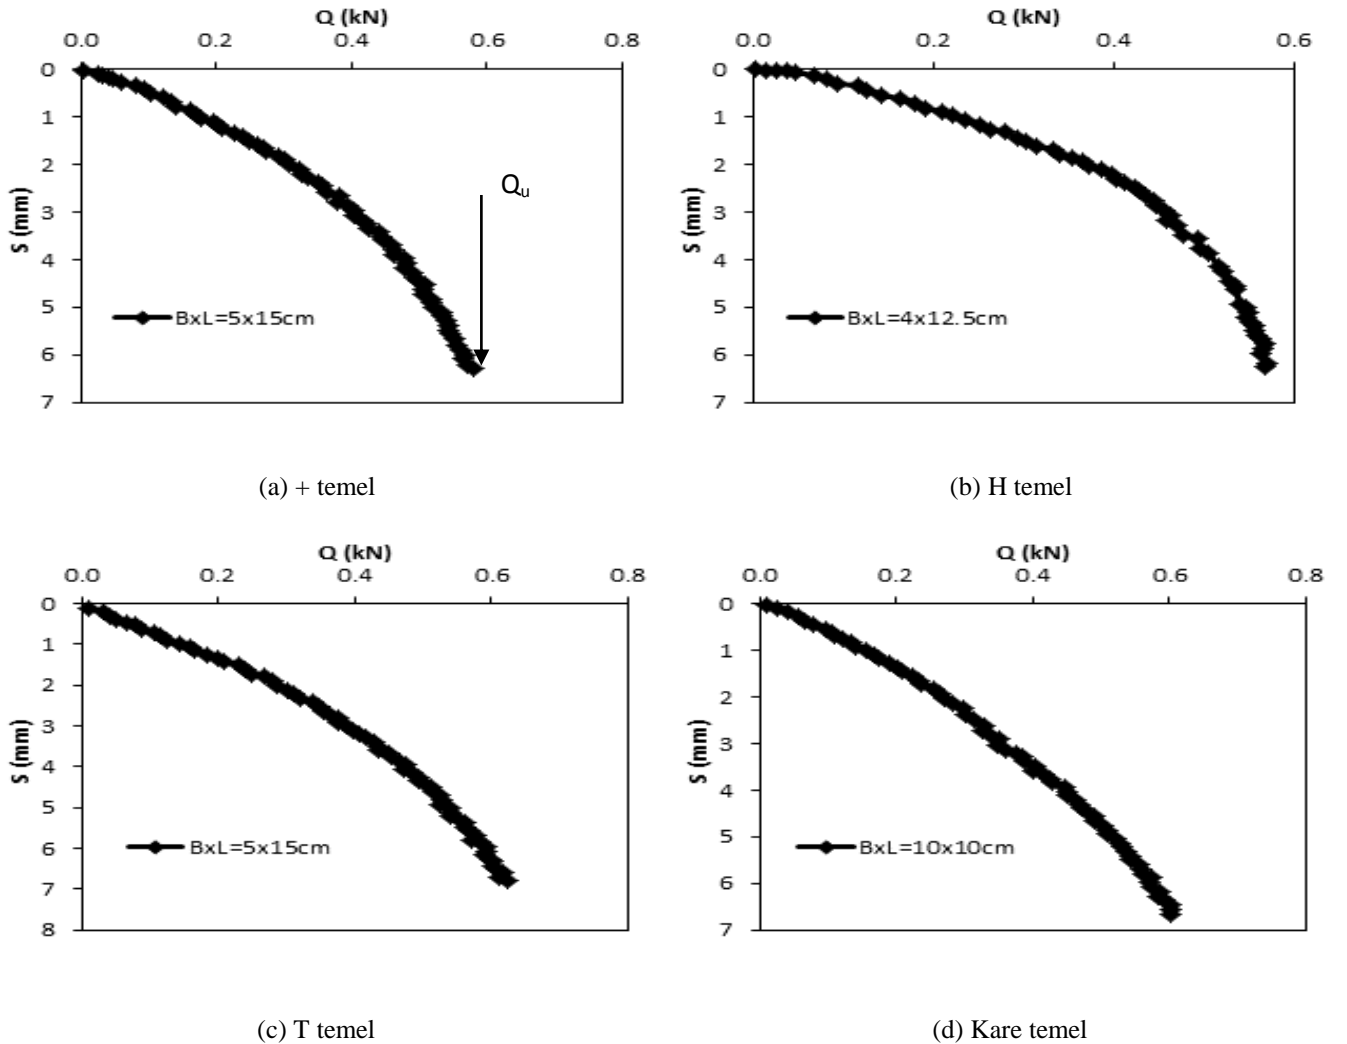 Q (kN)
0.0 0.2 0.4 0.6 0.8
0
1
2
3
4
5
6
7
S (mm)
Qu
BxL=5x15cm
(a) + temel
Q (kN)
0.0 0.2 0.4 0.6
0
1
2
3
4
5
6
7
S (mm)
BxL=4x12.5cm
(b) H temel
Q (kN)
0.0 0.2 0.4 0.6 0.8
0
1
2
3
4
5
6
7
8
S (mm)
BxL=5x15cm
(c) T temel
Q (kN)
0.0 0.2 0.4 0.6 0.8
0
1
2
3
4
5
6
7
S (mm)
BxL=10x10cm
(d) Kare temel